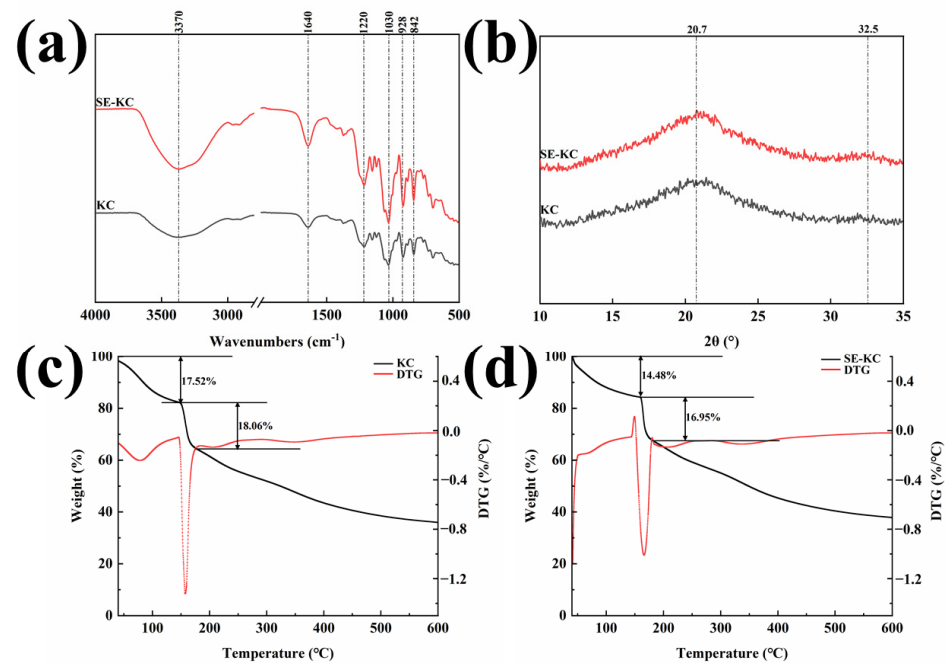 (a)
3370
1640
1220
1030
928
842
SE-KC
KC
4000
3500
3000
1500
1000
500
Wavenumbers (cm⁻¹)
(b)
20.7
32.5
SE-KC
KC
10
15
20
25
30
35
2θ (°)
(c)
100
80
60
40
20
0
Weight (%)
17.52%
18.06%
KC
DTG
0.4
0.0
−0.4
−0.8
−1.2
DTG (%/℃)
100
200
300
400
500
600
Temperature (℃)
(d)
100
80
60
40
20
0
Weight (%)
14.48%
16.95%
SE-KC
DTG
0.4
0.0
−0.4
−0.8
−1.2
DTG (%/℃)
100
200
300
400
500
600
Temperature (℃)